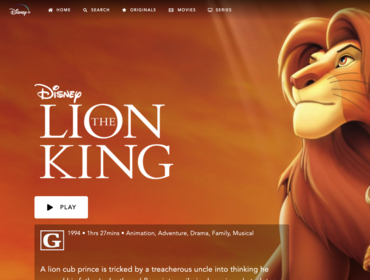 Disney+ HOME SEARCH ORIGINALS MOVIES SERIES
Disney
THE
LION
KING
PLAY
G 1994 • 1hrs 27mins • Animation, Adventure, Drama, Family, Musical
A lion cub prince is tricked by a treacherous uncle into thinking he